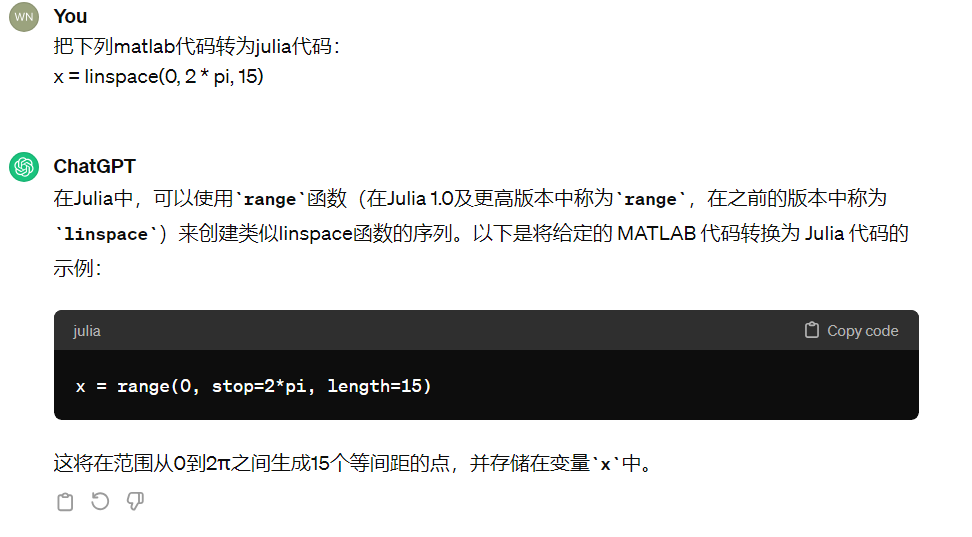 WN
You
把下列matlab代码转为julia代码：
x = linspace(0, 2 * pi, 15)
ChatGPT
在Julia中，可以使用`range`函数（在Julia 1.0及更高版本中称为`range`，在之前的版本中称为
`linspace`）来创建类似linspace函数的序列。以下是将给定的 MATLAB 代码转换为 Julia 代码的
示例：
julia
Copy code
x = range(0, stop=2*pi, length=15)
这将在范围从0到2π之间生成15个等间距的点，并存储在变量`x`中。